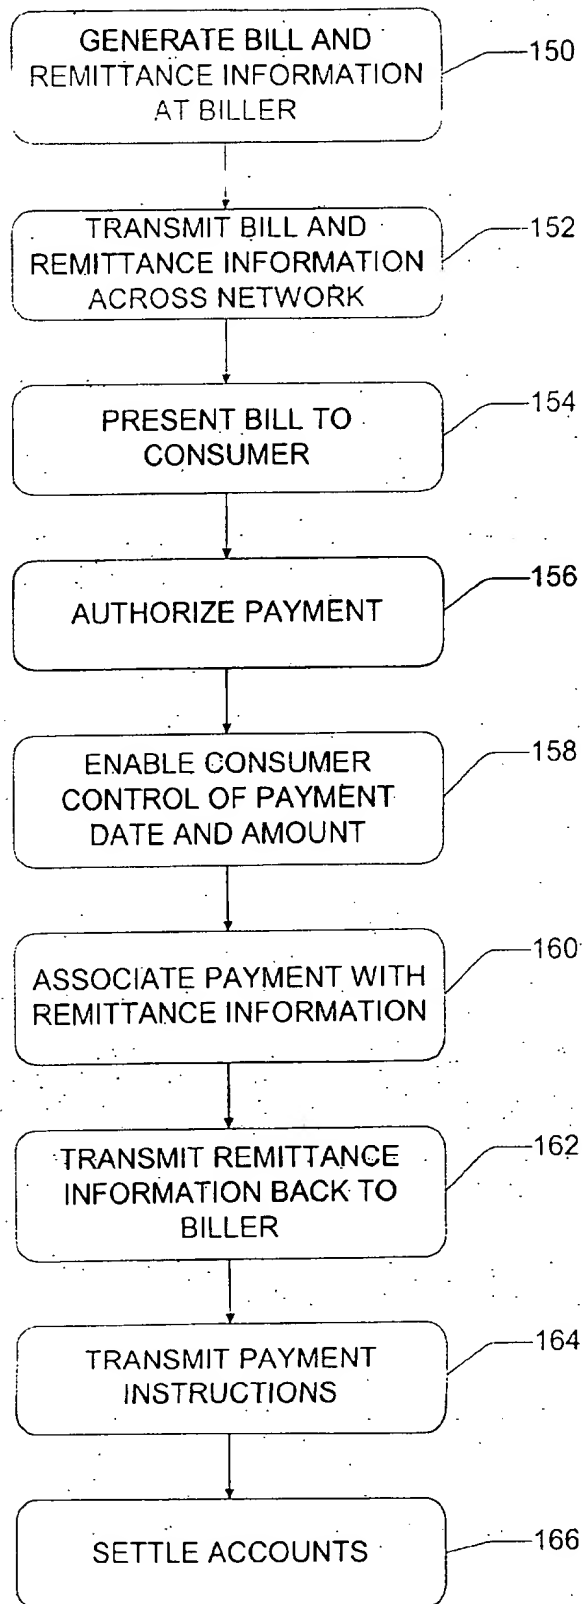 GENERATE BILL AND
REMITTANCE INFORMATION
AT BILLER
150
TRANSMIT BILL AND
REMITTANCE INFORMATION
ACROSS NETWORK
152
PRESENT BILL TO
CONSUMER
154
AUTHORIZE PAYMENT
156
ENABLE CONSUMER
CONTROL OF PAYMENT
DATE AND AMOUNT
158
ASSOCIATE PAYMENT WITH
REMITTANCE INFORMATION
160
TRANSMIT REMITTANCE
INFORMATION BACK TO
BILLER
162
TRANSMIT PAYMENT
INSTRUCTIONS
164
SETTLE ACCOUNTS
166